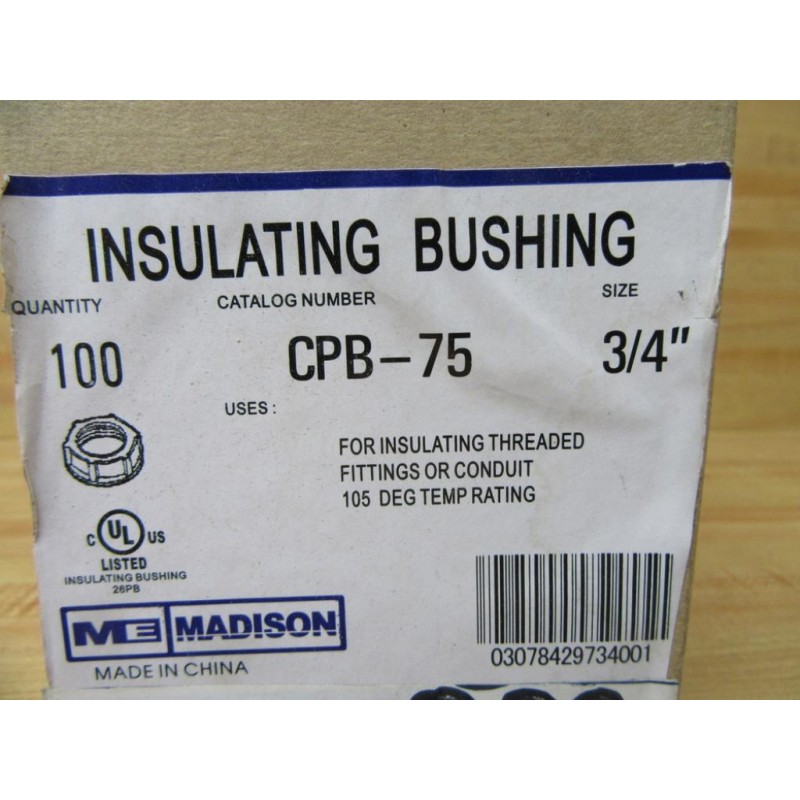 INSULATING BUSHING
QUANTITY CATALOG NUMBER SIZE
100 CPB-75 3/4"
USES :
FOR INSULATING THREADED
FITTINGS OR CONDUIT
105 DEG TEMP RATING
C UL US
LISTED
INSULATING BUSHING
26PB
ME MADISON
MADE IN CHINA
03078429734001